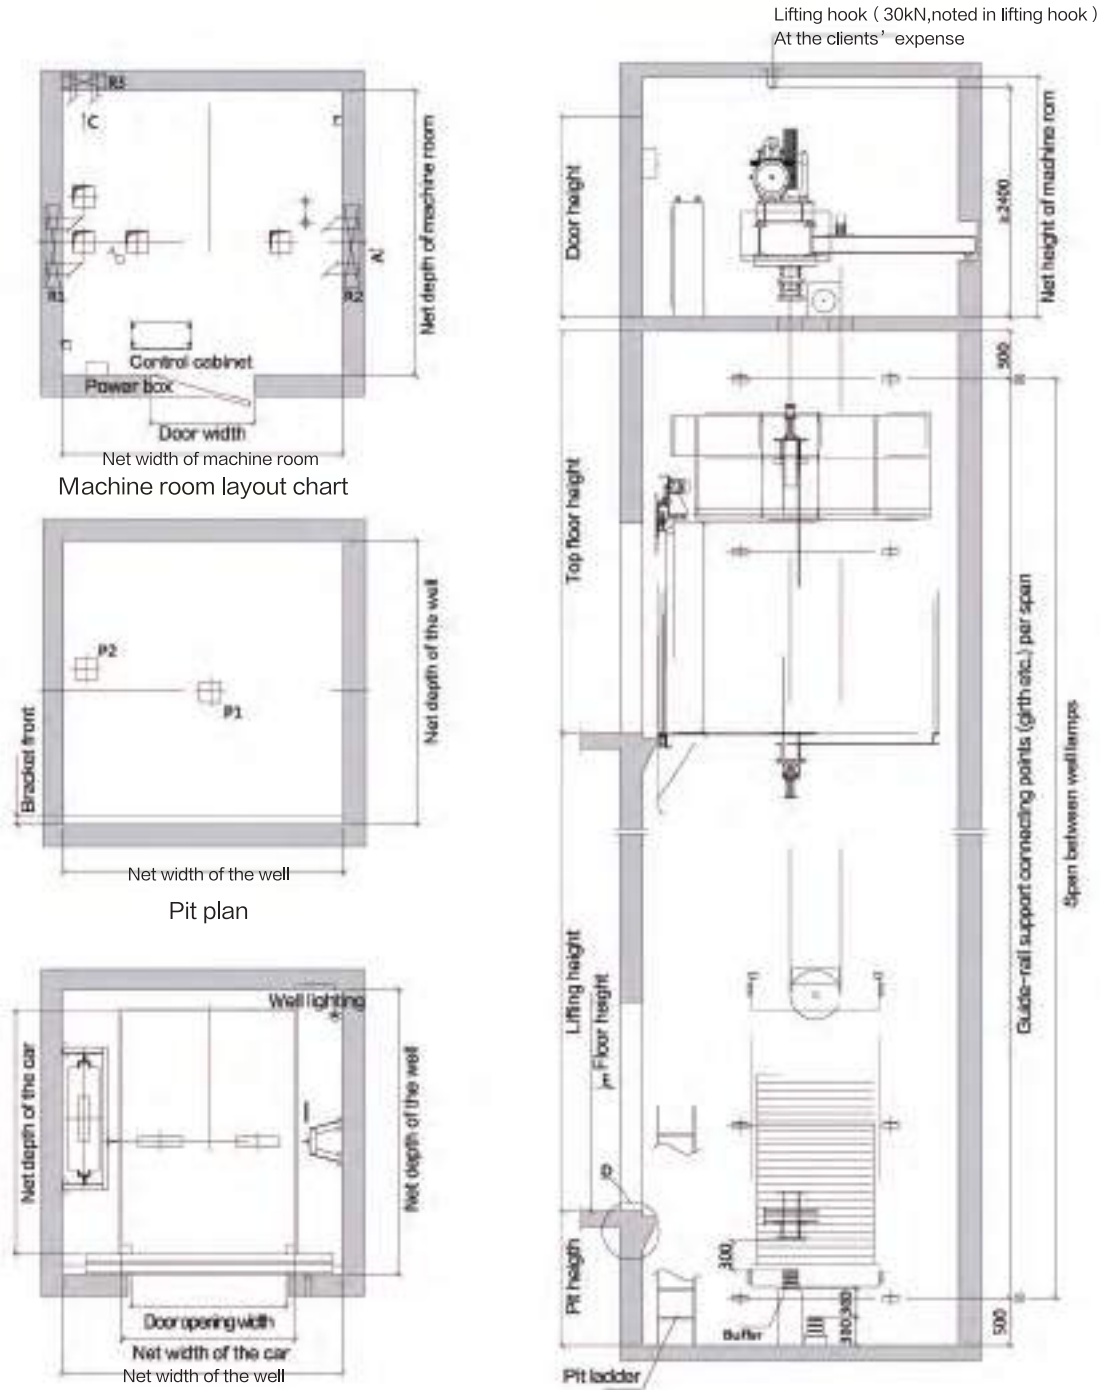 Lifting hook ( 30kN,noted in lifting hook )
At the clients' expense
R3
C
Net depth of machine room
R1
R2
A
Control cabinet
Power box
Door width
Net width of machine room
Machine room layout chart
P2
P1
Bracket front
Net depth of the well
Net width of the well
Pit plan
Well lighting
Net depth of the car
Net depth of the well
Door opening width
Net width of the car
Net width of the well
Door height
≥2400
Net height of machine rom
500
Top floor height
Guide-rail support connecting points (girth etc.) per span
Span between well lamps
Lifting height
Floor height
D
Pit heigth
300
Buffer
300
500
Pit ladder